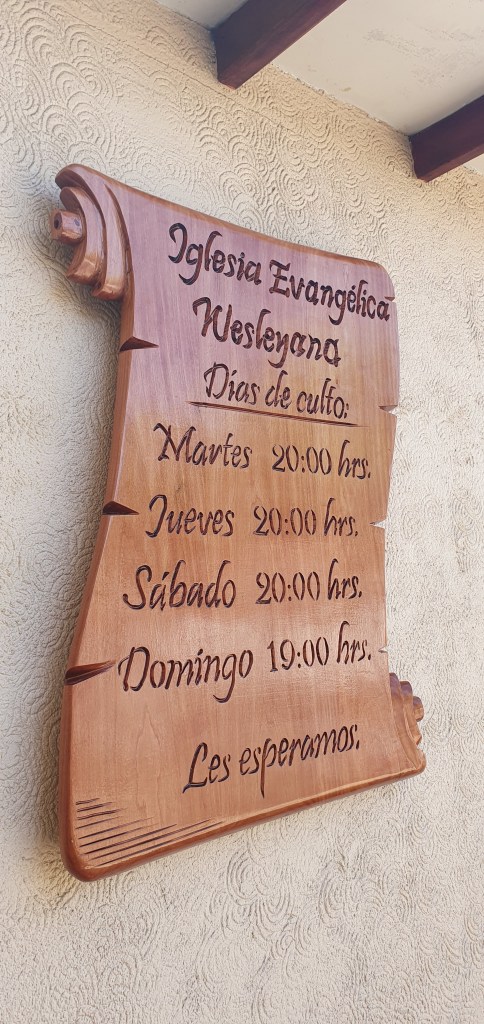 Iglesia Evangélica
Wesleyana
Días de culto:
Martes 20:00 hrs.
Jueves 20:00 hrs.
Sábado 20:00 hrs.
Domingo 19:00 hrs.
Les esperamos.